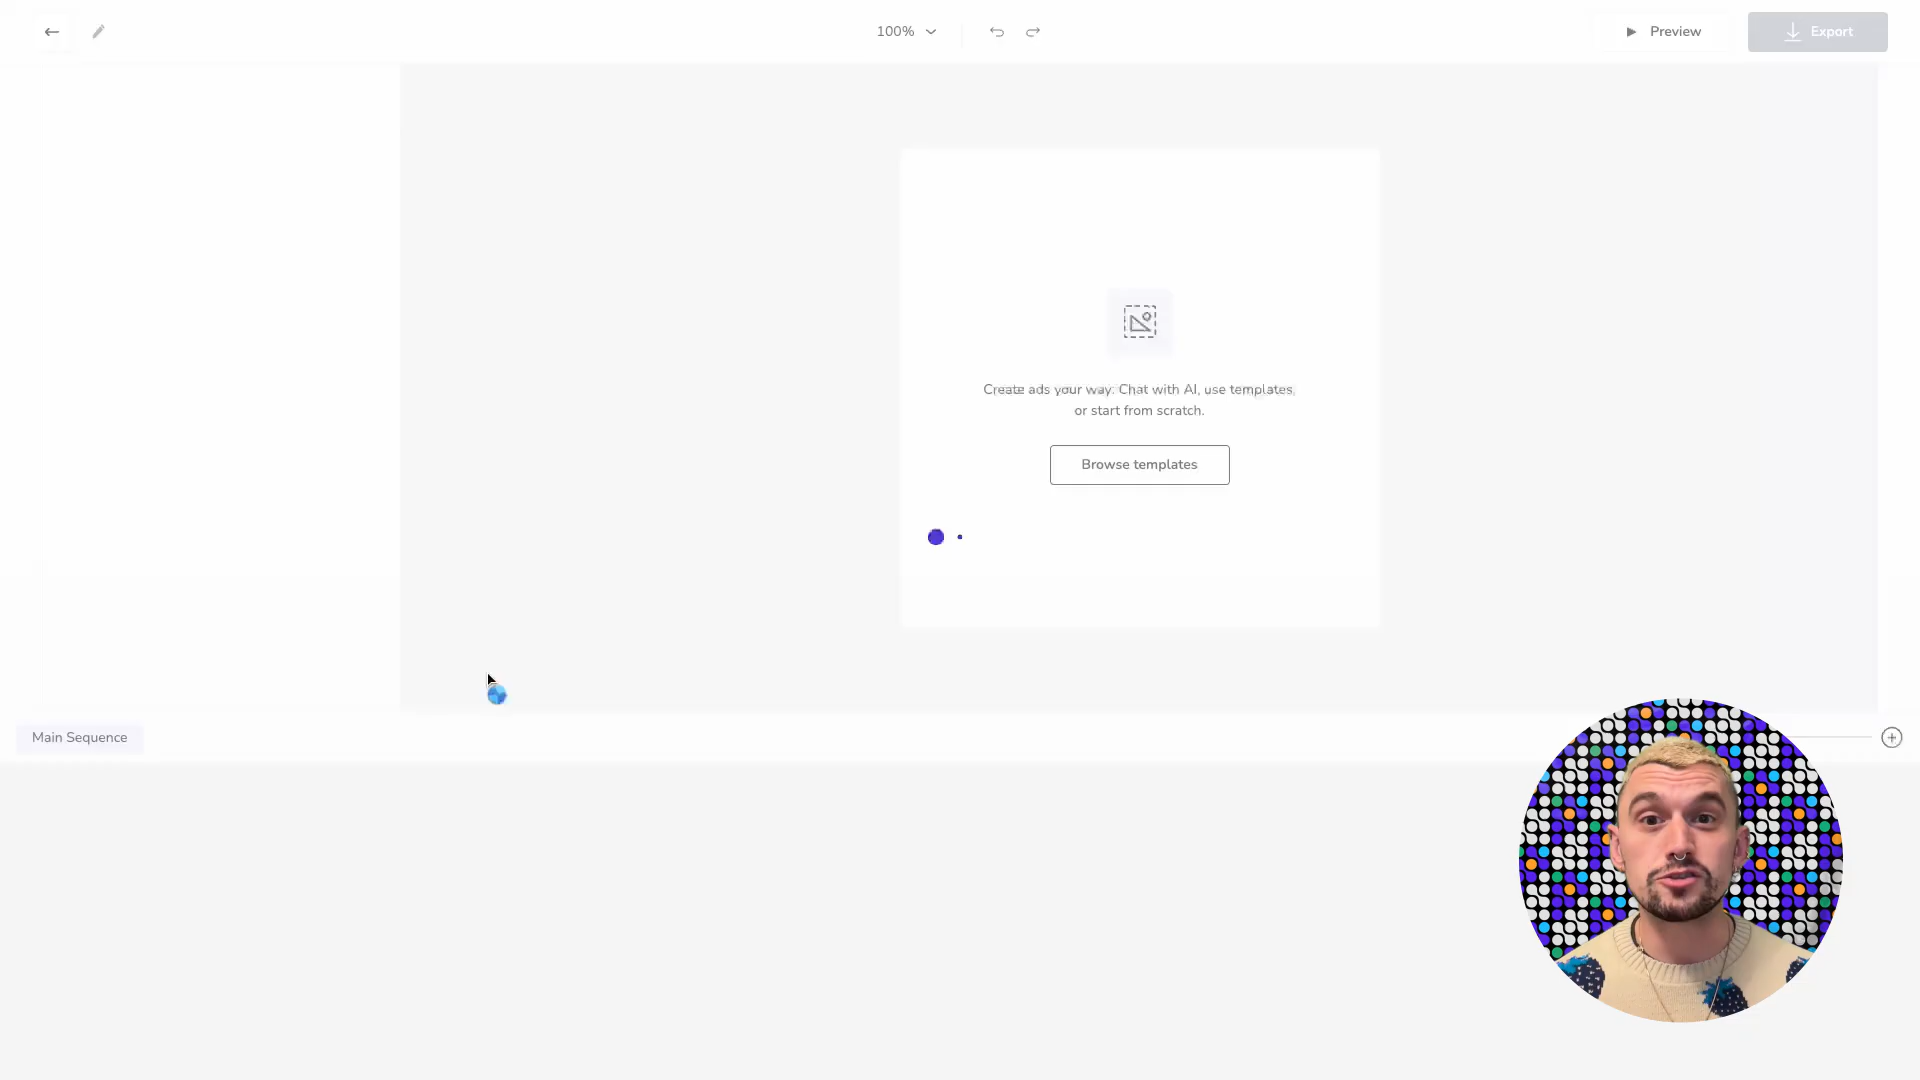 100%
Preview
Export
Create ads your way. Chat with AI, use templates,
or start from scratch.
Browse templates
Main Sequence